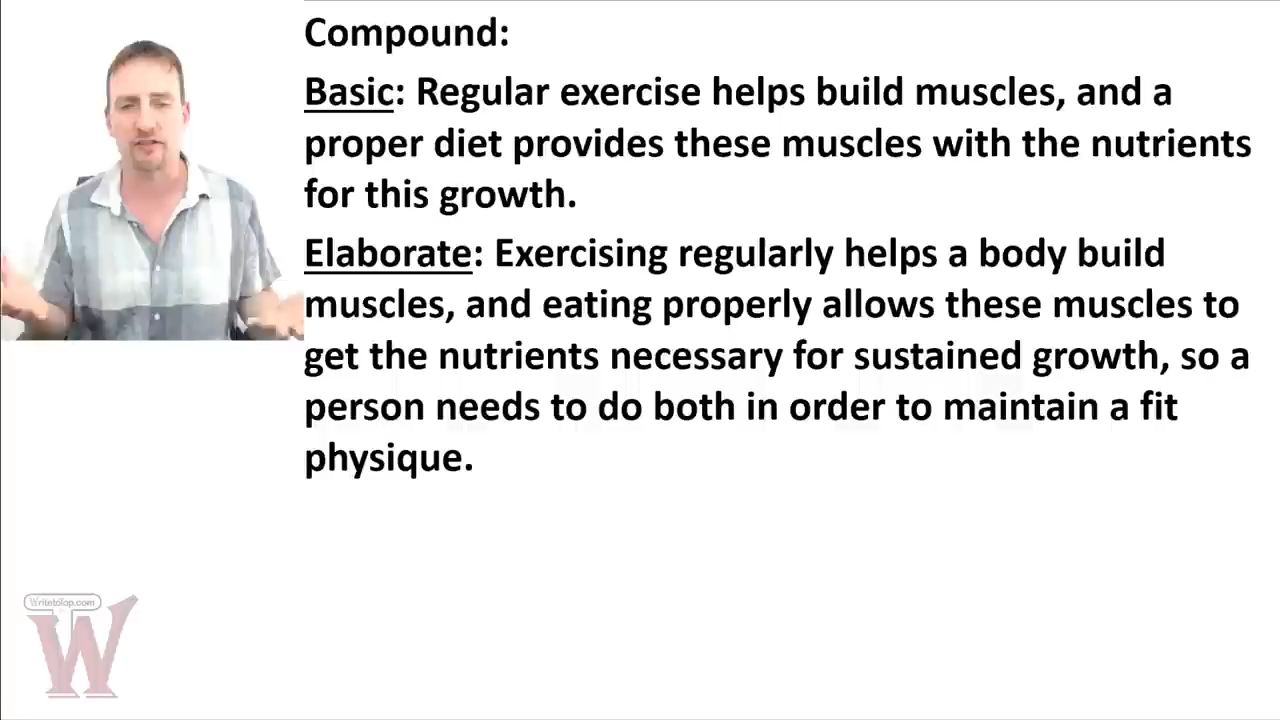 Compound:
Basic: Regular exercise helps build muscles, and a
proper diet provides these muscles with the nutrients
for this growth.
Elaborate: Exercising regularly helps a body build
muscles, and eating properly allows these muscles to
get the nutrients necessary for sustained growth, so a
person needs to do both in order to maintain a fit
physique.
Writetotop.com
W